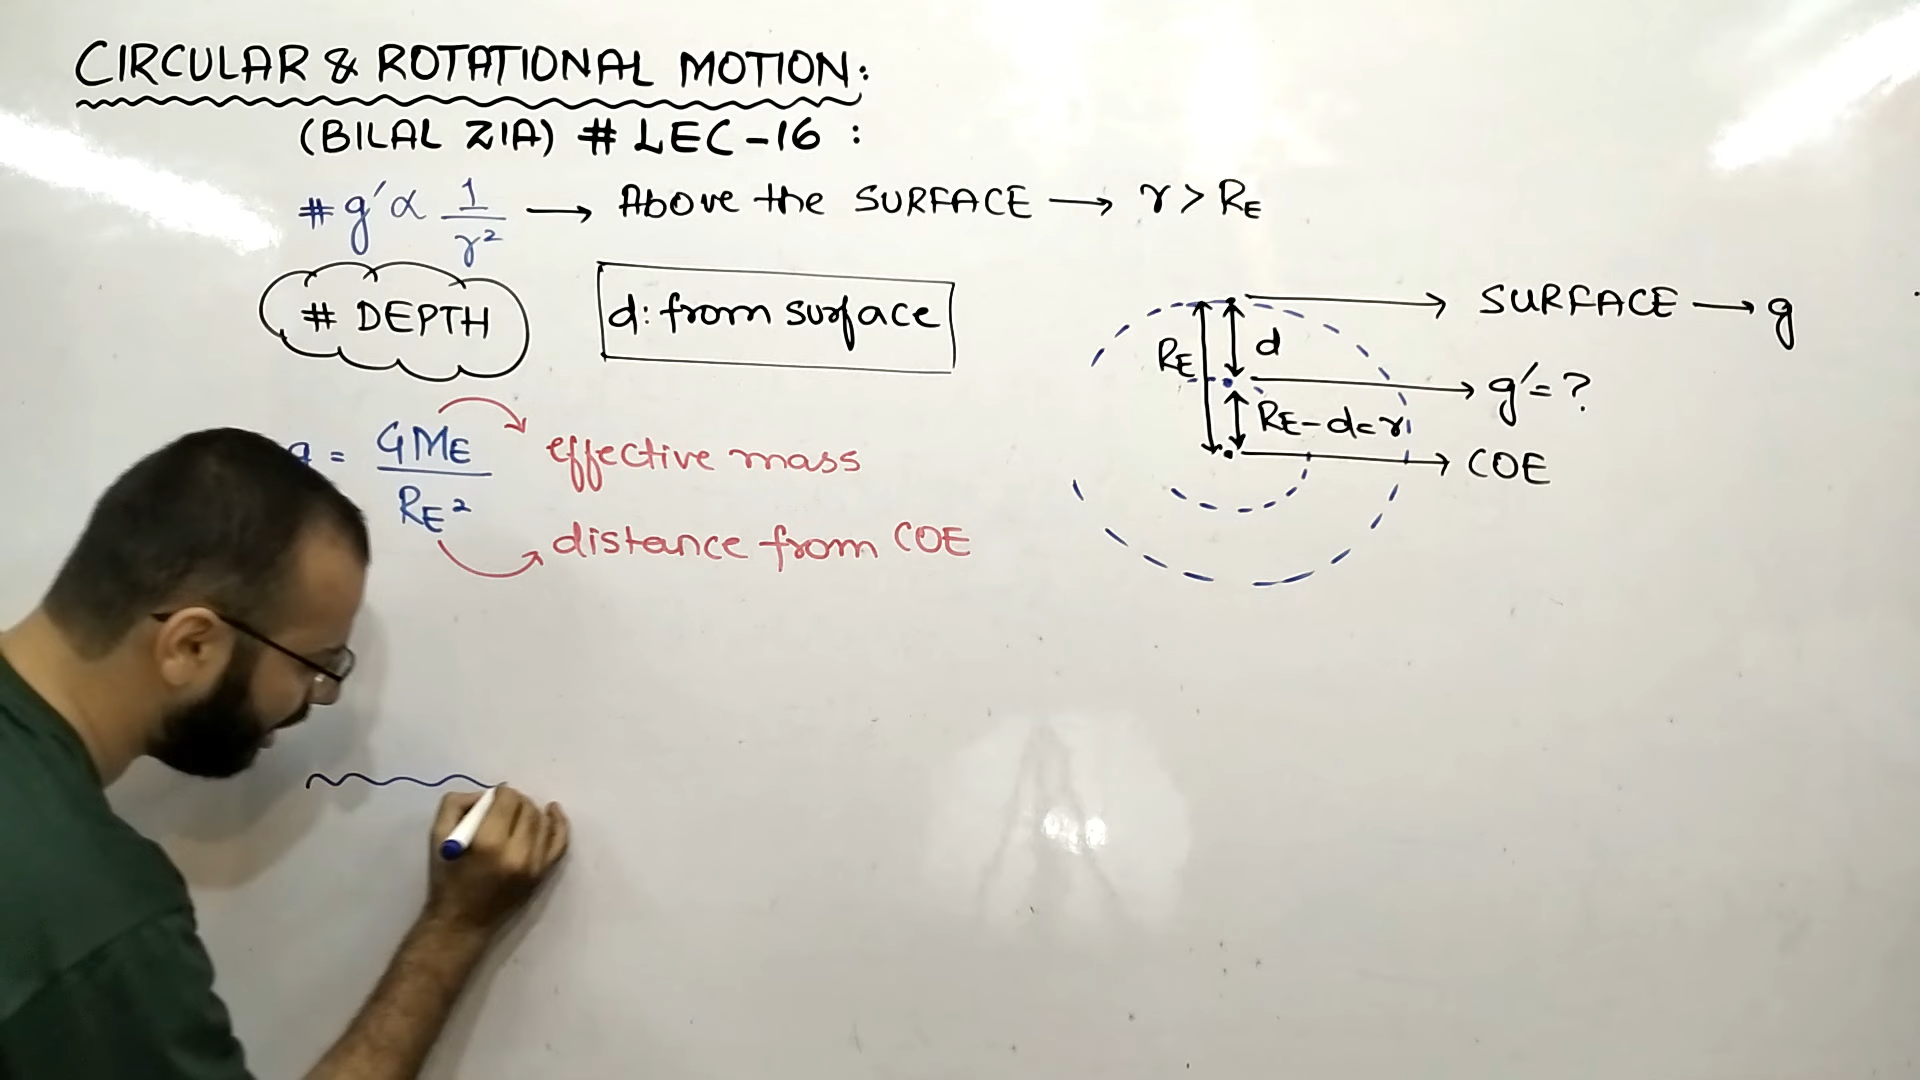 CIRCULAR & ROTATIONAL MOTION:
(BILAL ZIA) # LEC-16 :
# g′ ∝ 1/r² → Above the SURFACE → r > RE
# DEPTH
d: from surface
g = GME/RE²
effective mass
distance from COE
SURFACE → g
RE
d
g′ = ?
RE - d = r
COE